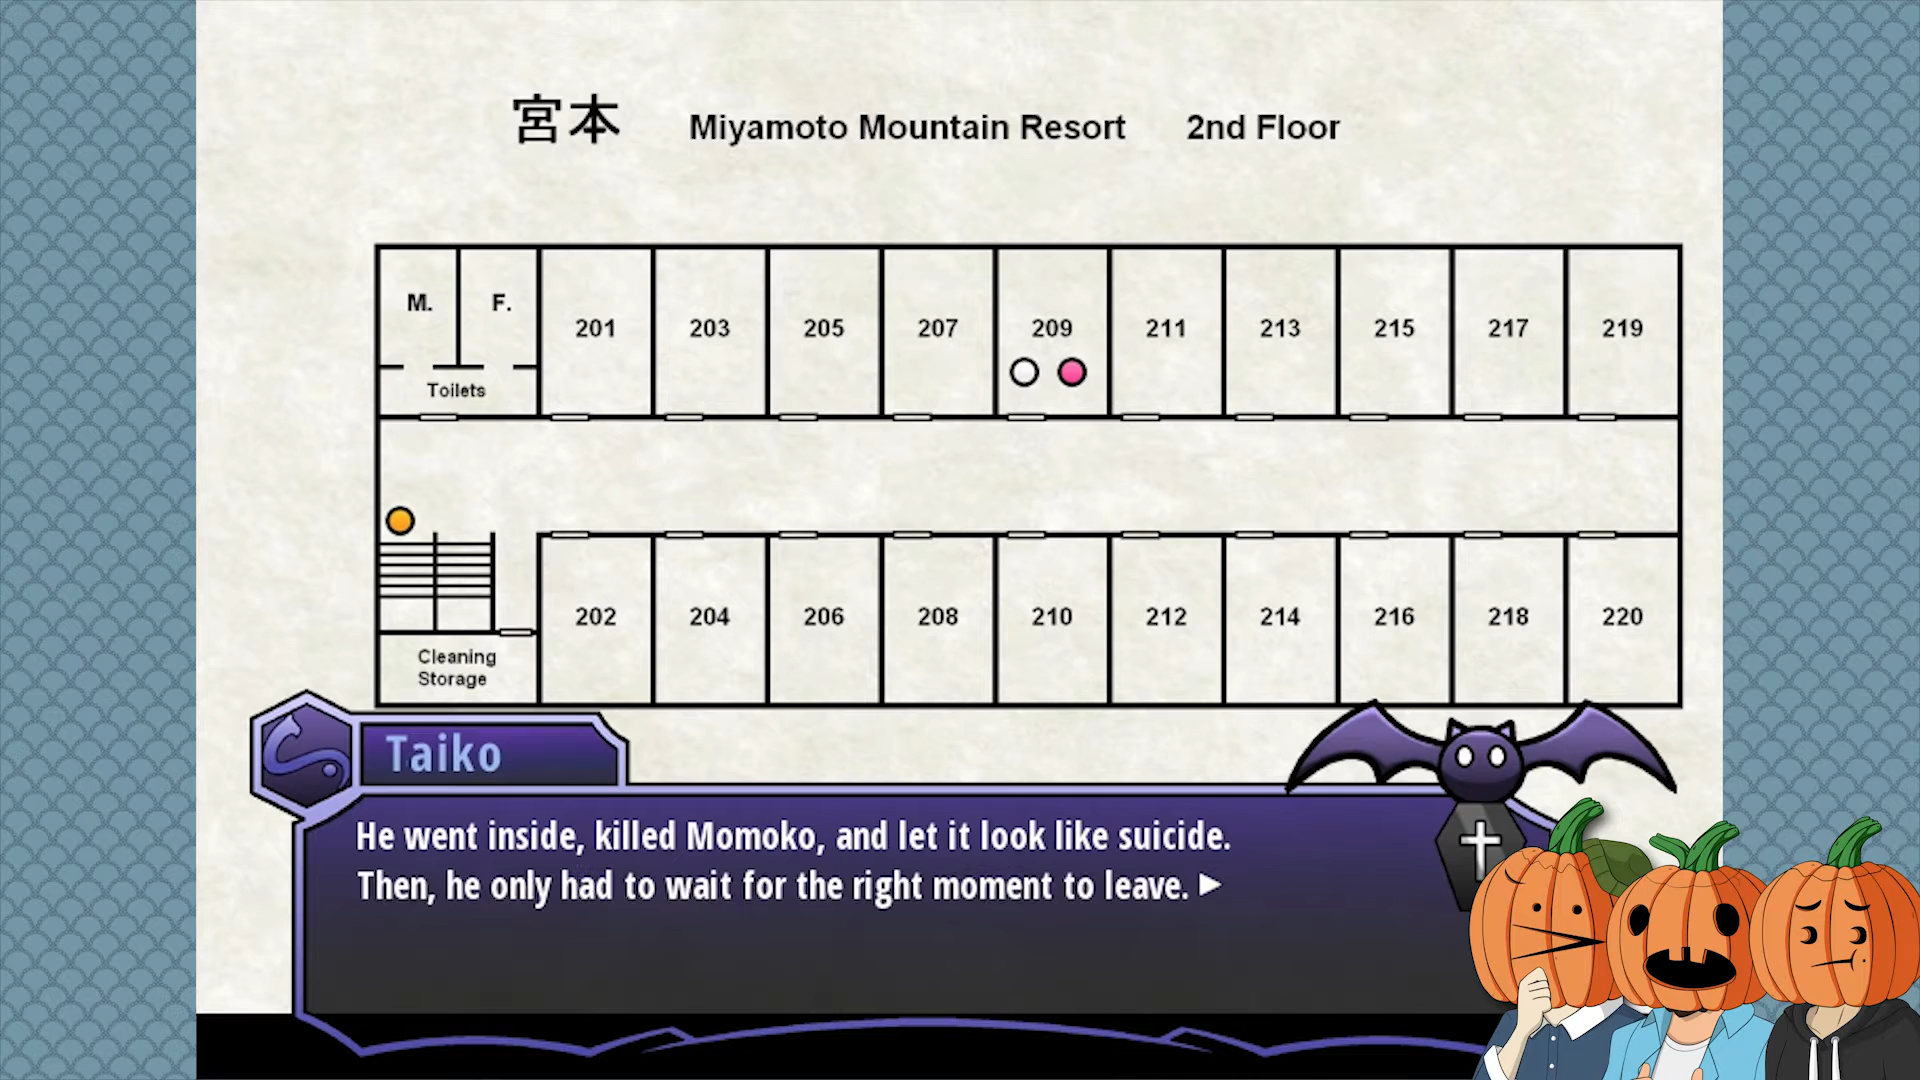 宮本 Miyamoto Mountain Resort 2nd Floor
M. F. 201 203 205 207 209 211 213 215 217 219
Toilets
202 204 206 208 210 212 214 216 218 220
Cleaning
Storage
Taiko
He went inside, killed Momoko, and let it look like suicide.
Then, he only had to wait for the right moment to leave.